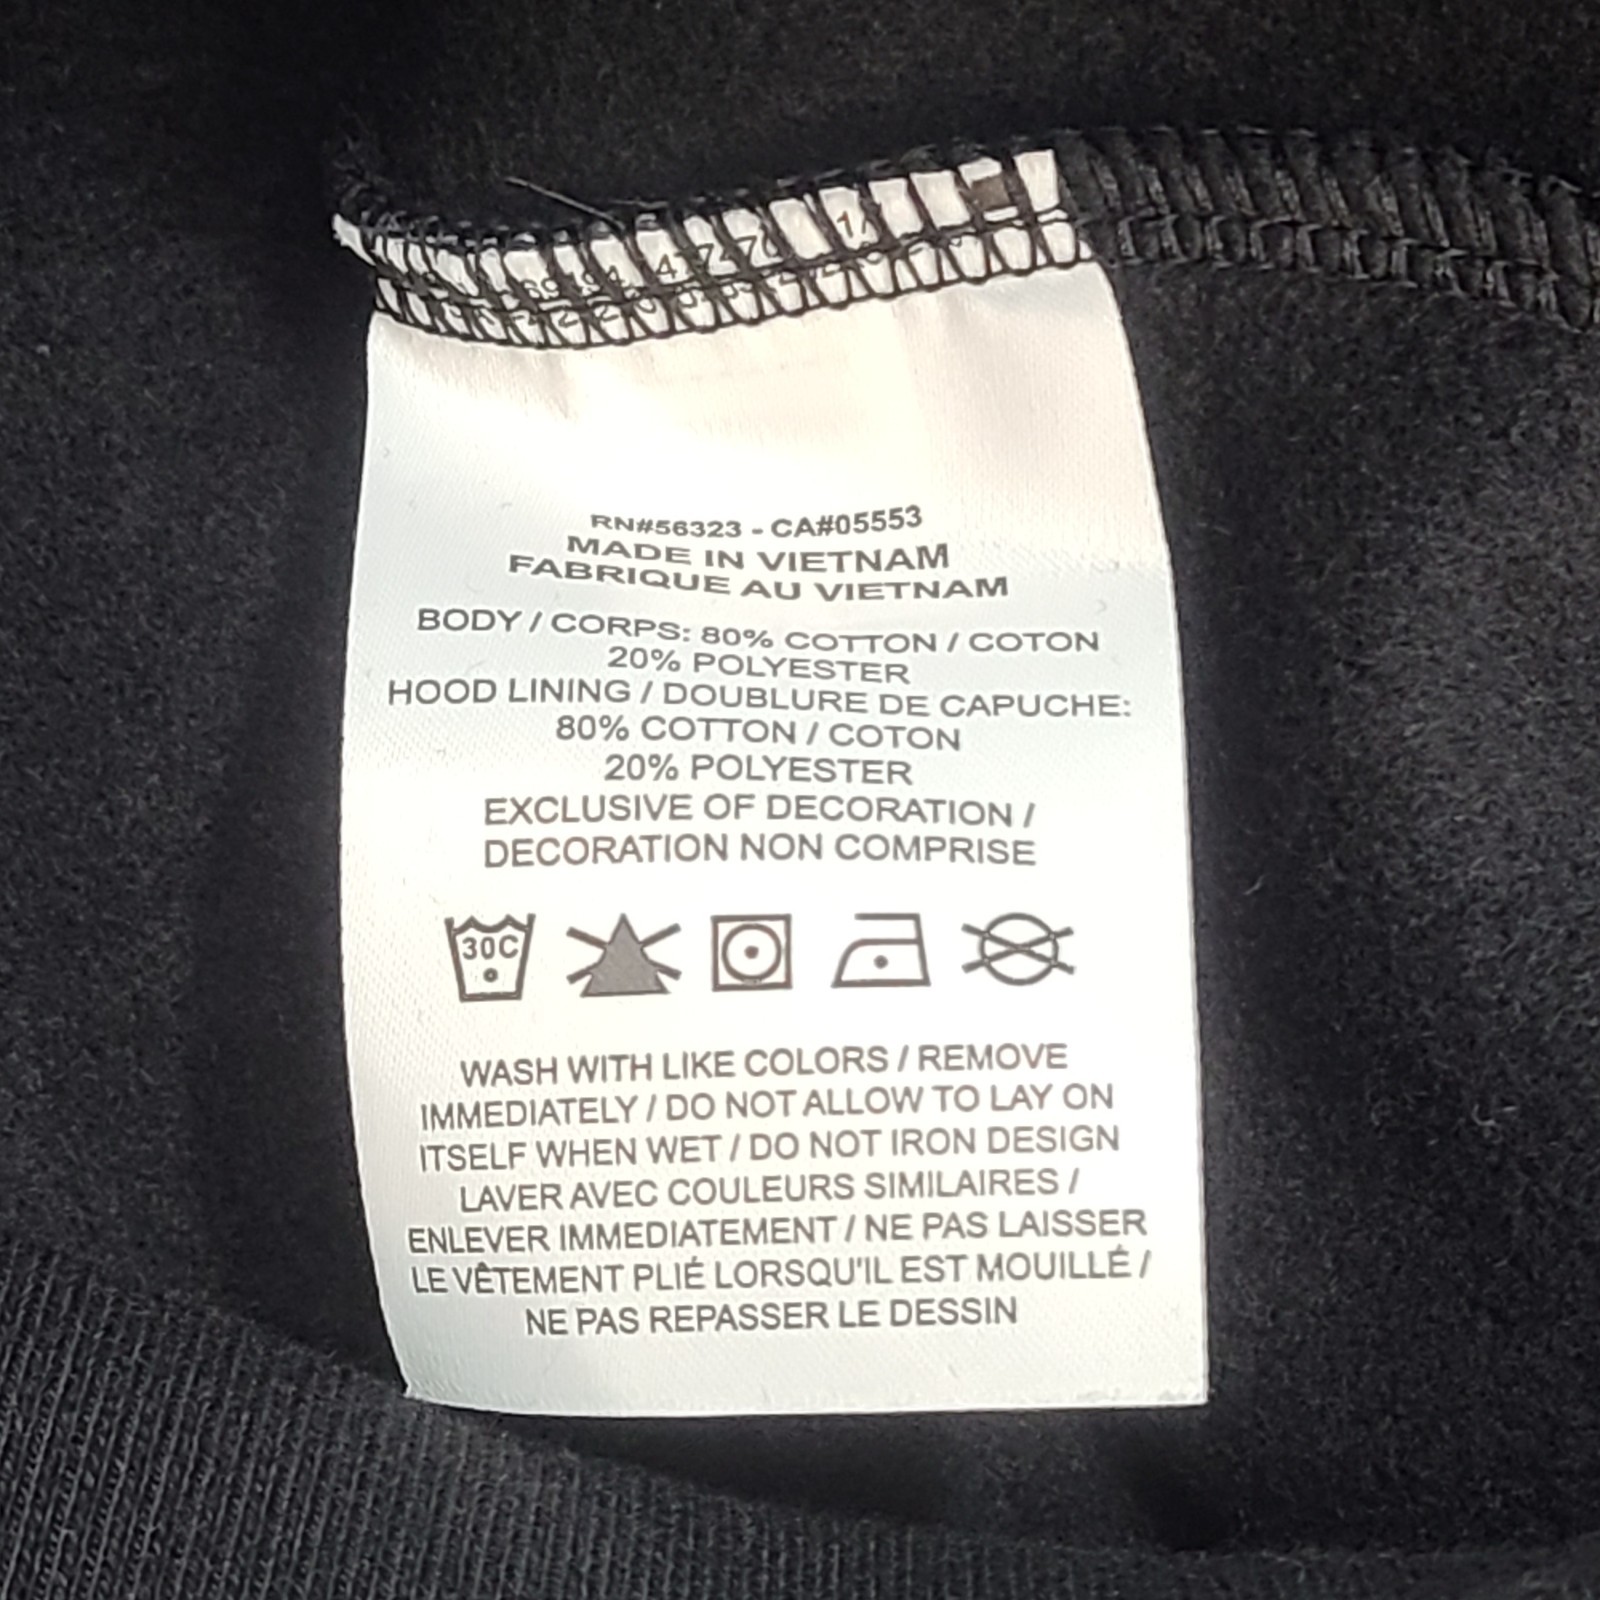 RN#56323 - CA#05553
MADE IN VIETNAM
FABRIQUE AU VIETNAM
BODY / CORPS: 80% COTTON / COTON
20% POLYESTER
HOOD LINING / DOUBLURE DE CAPUCHE:
80% COTTON / COTON
20% POLYESTER
EXCLUSIVE OF DECORATION /
DECORATION NON COMPRISE
30C
WASH WITH LIKE COLORS / REMOVE
IMMEDIATELY / DO NOT ALLOW TO LAY ON
ITSELF WHEN WET / DO NOT IRON DESIGN
LAVER AVEC COULEURS SIMILAIRES /
ENLEVER IMMEDIATEMENT / NE PAS LAISSER
LE VÊTEMENT PLIÉ LORSQU'IL EST MOUILLÉ /
NE PAS REPASSER LE DESSIN